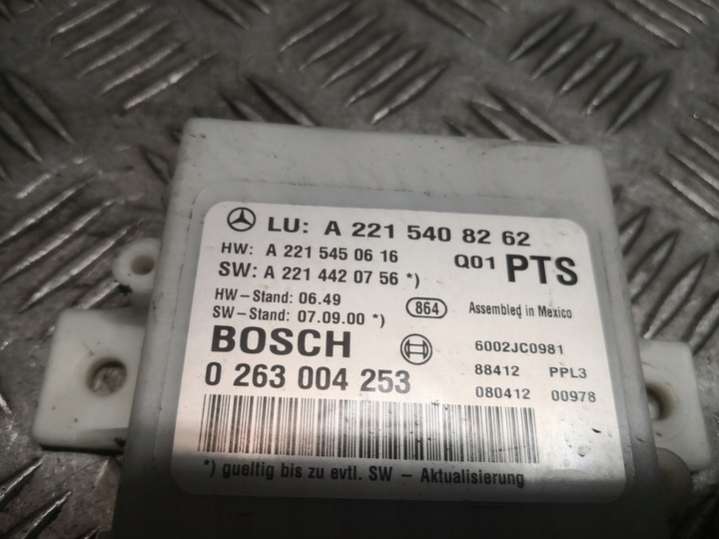 LU: A 221 540 82 62
HW: A 221 545 06 16
Q01 PTS
SW: A 221 442 07 56 *)
HW-Stand: 06.49
864 Assembled in Mexico
SW-Stand: 07.09.00 *)
BOSCH
6002JC0981
0 263 004 253
88412 PPL3
080412 00978
*) gueltig bis zu evtl. SW - Aktualisierung